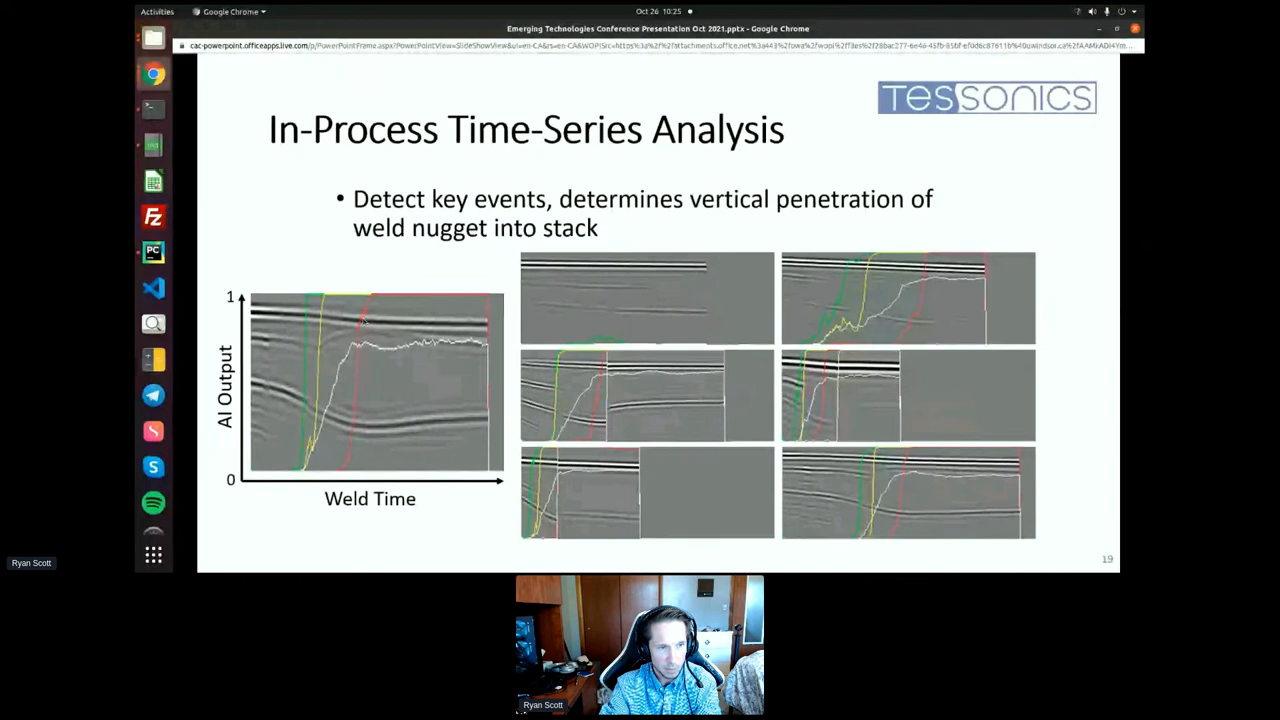 Activities
Google Chrome
Oct 26 10:25
Emerging Technologies Conference Presentation Oct 2021.pptx - Google Chrome
TESSONICS
In-Process Time-Series Analysis
• Detect key events, determines vertical penetration of
weld nugget into stack
1
AI Output
0
Weld Time
19
Ryan Scott
Ryan Scott